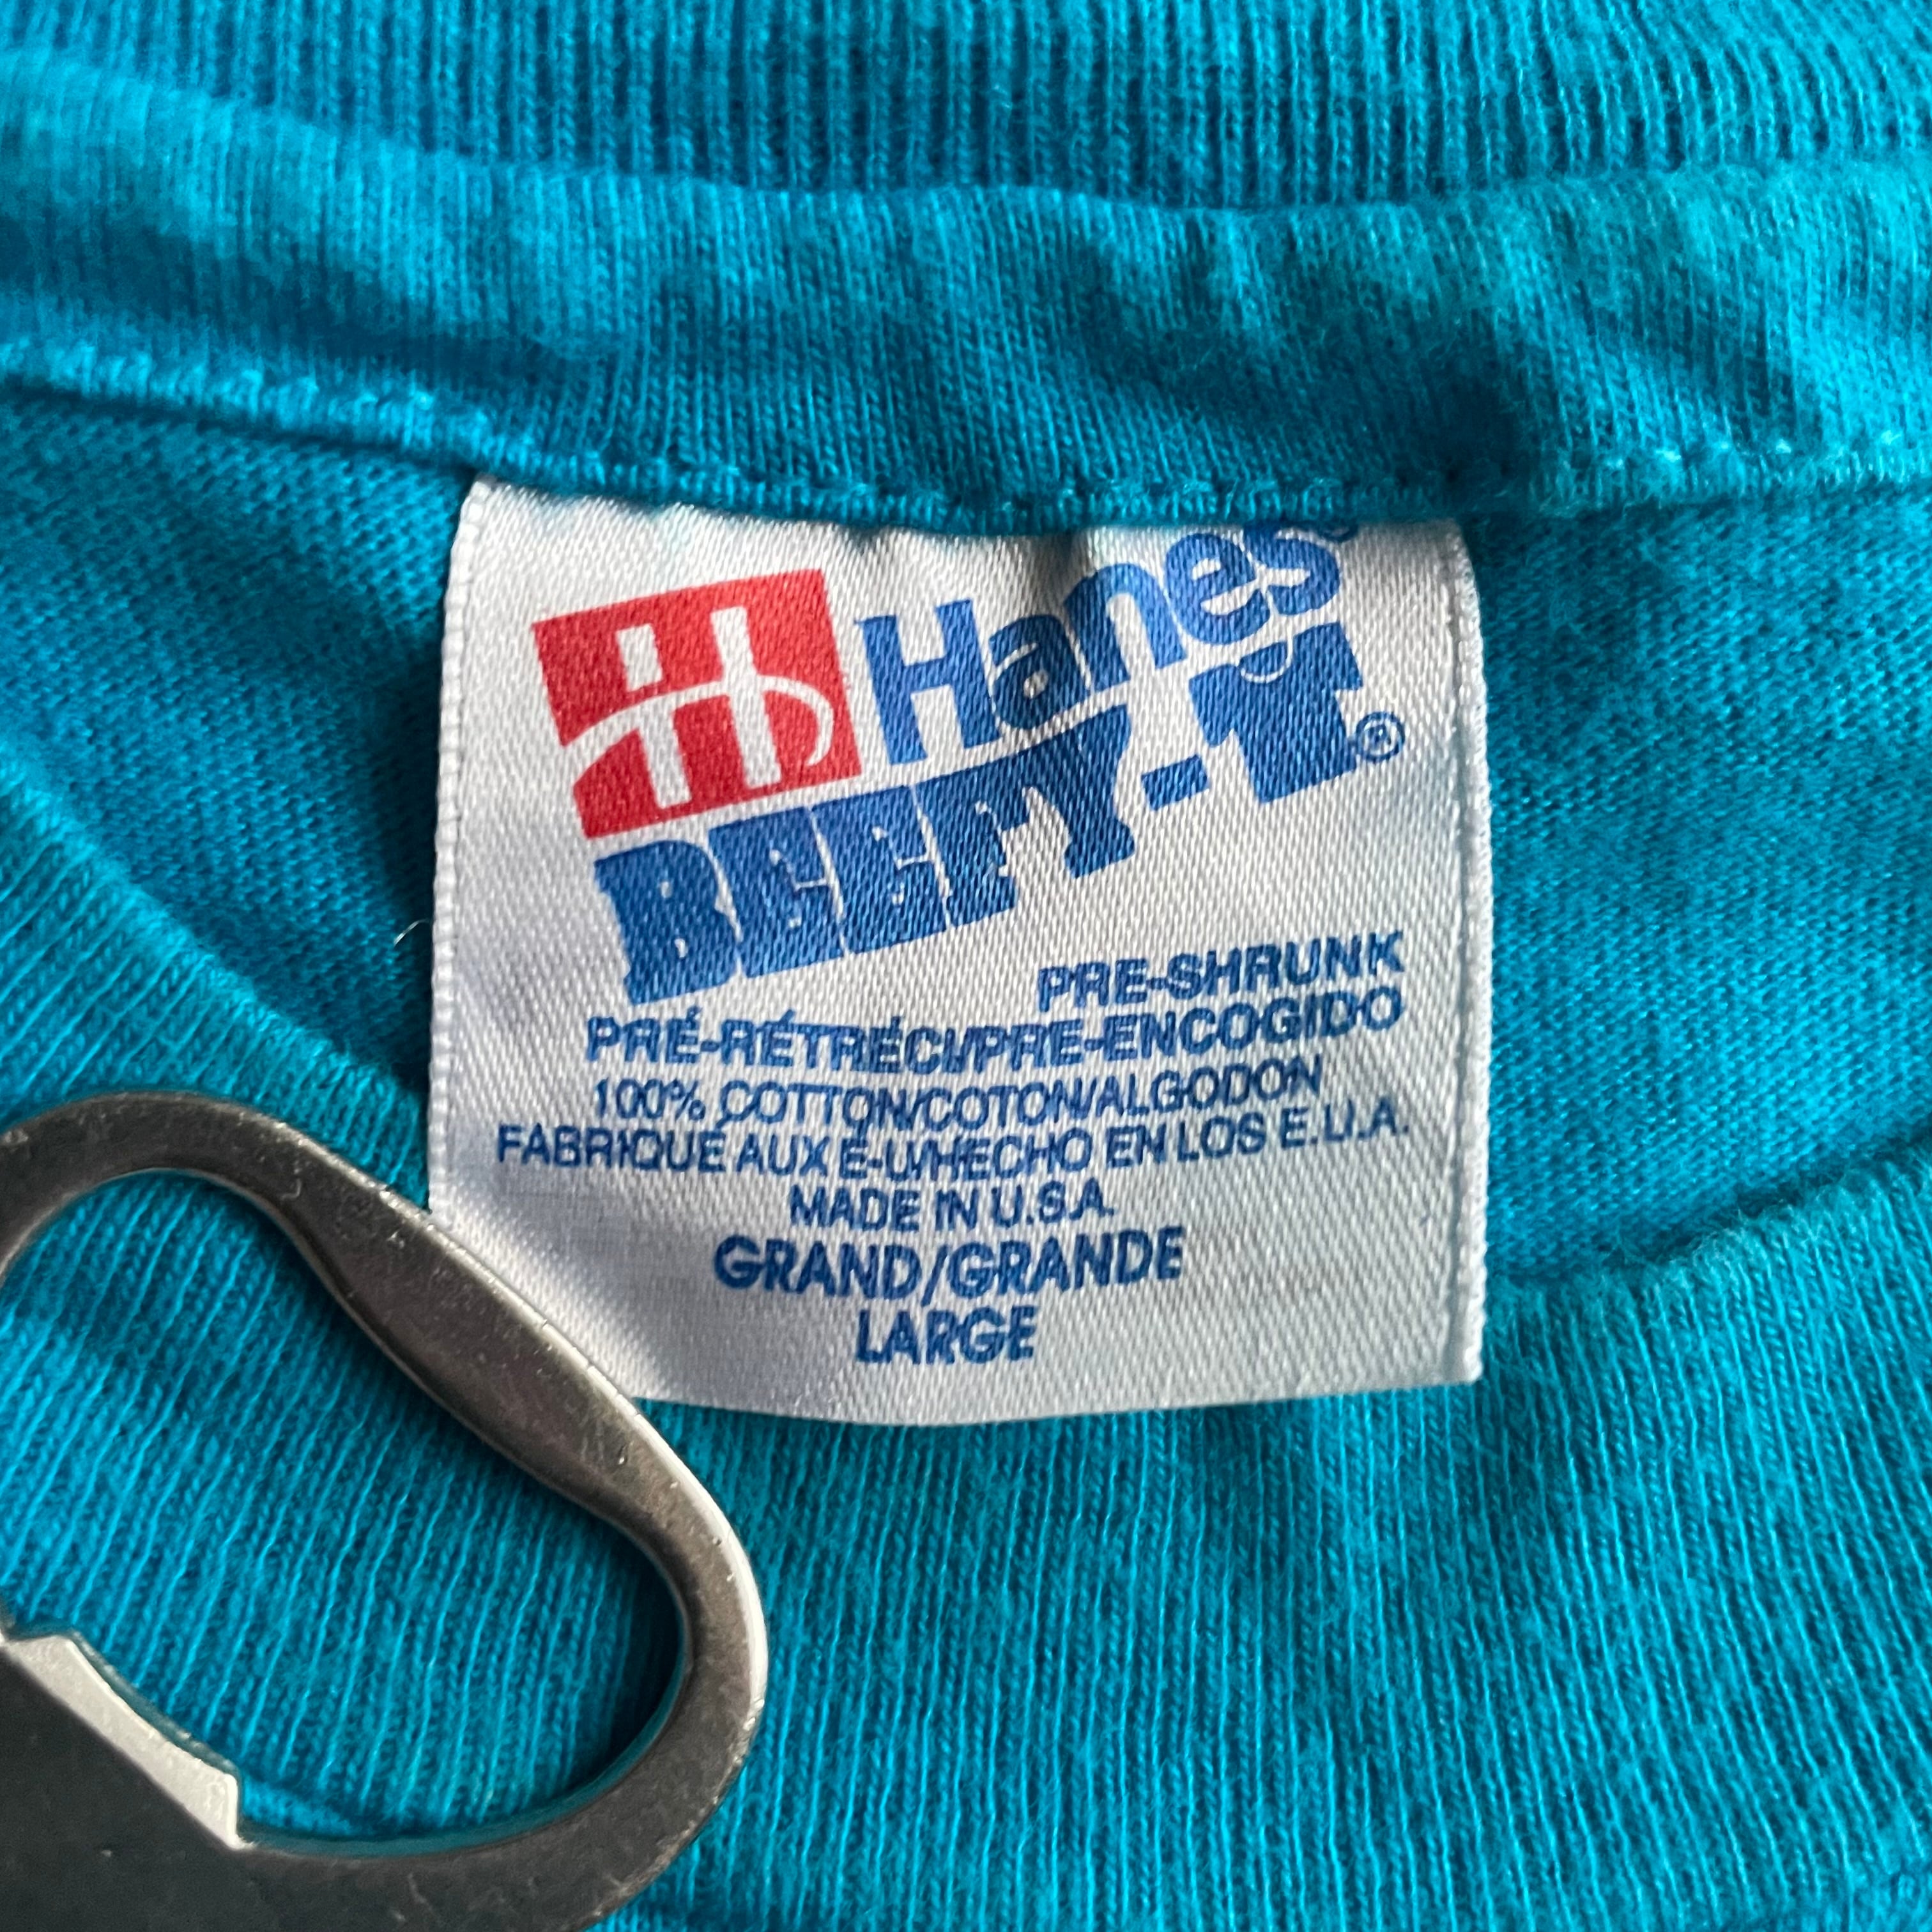 Hanes
BEEFY-T®
PRE-SHRUNK
PRÉ-RÉTRÉCI/PRE-ENCOGIDO
100% COTTON/COTON/ALGODON
FABRIQUÉ AUX É-U/HECHO EN LOS E.U.A.
MADE IN U.S.A.
GRAND/GRANDE
LARGE